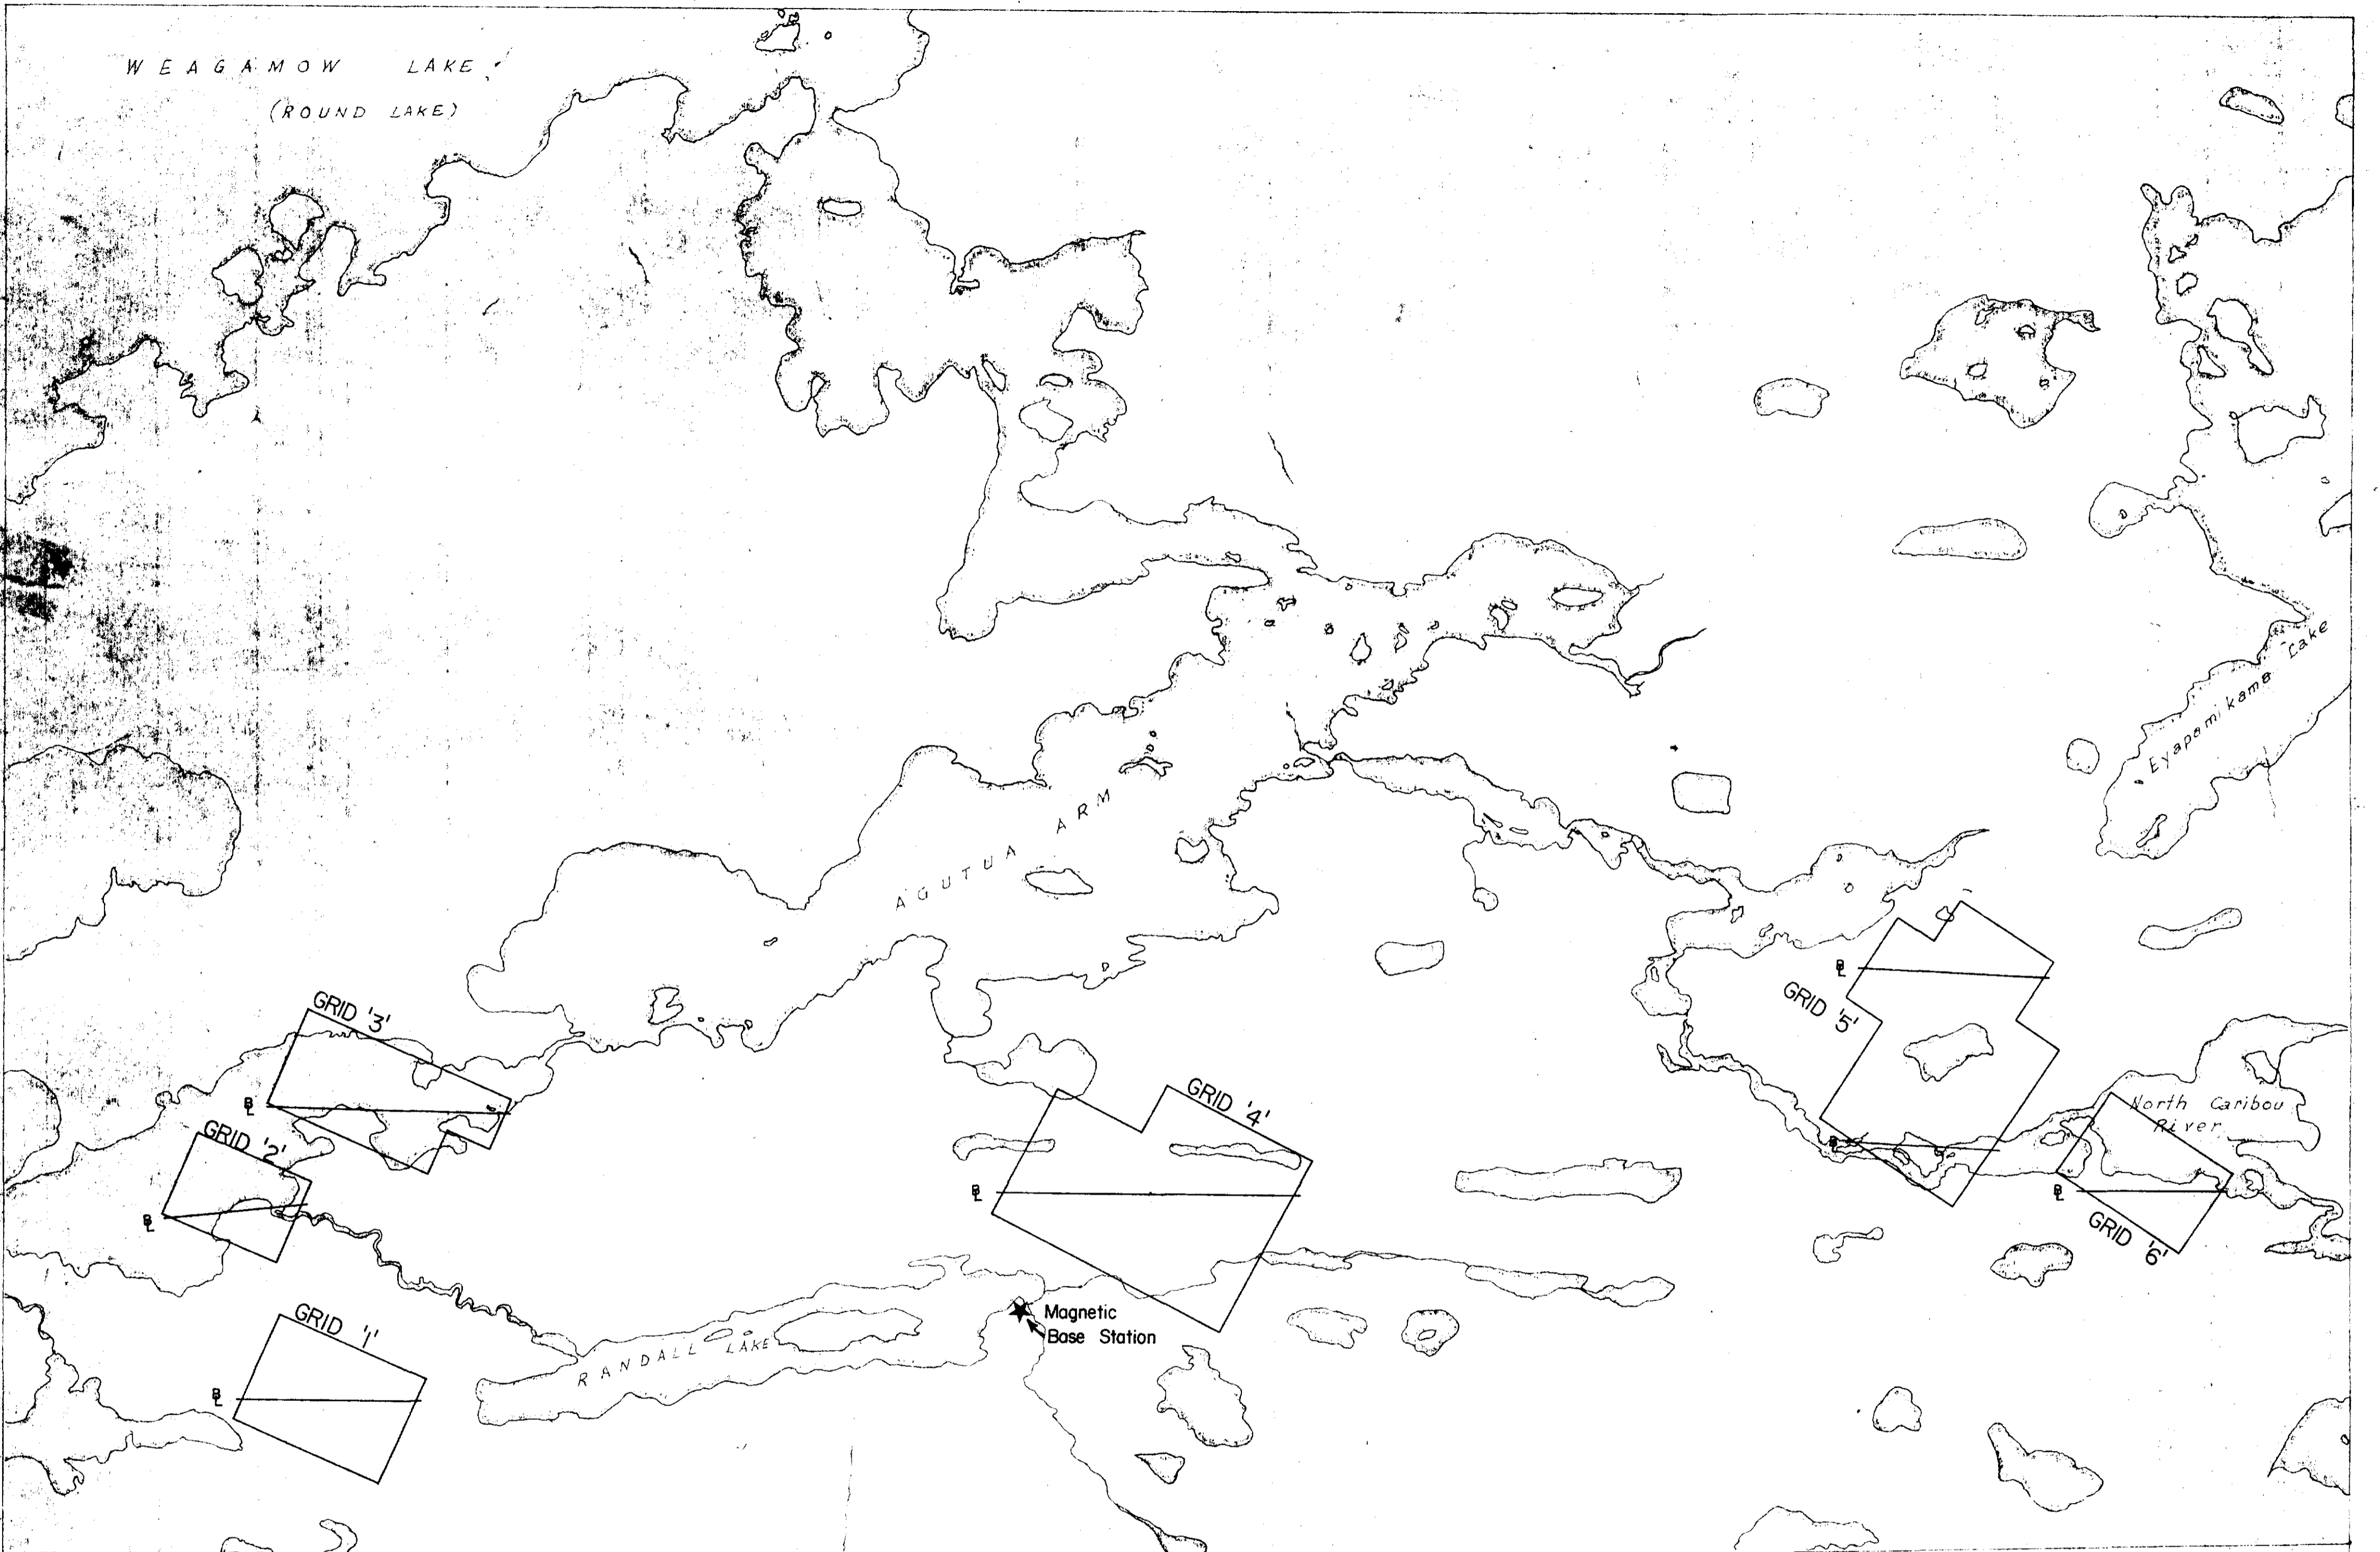 WEAGAMOW LAKE
(ROUND LAKE)
Eyapamikama Lake
AGUTUA ARM
GRID '5'
BL
GRID '3'
BL
GRID '4'
North Caribou
River
GRID '2'
BL
BL
BL
BL
GRID '6'
BL
Magnetic
Base Station
GRID '1'
RANDALL LAKE
BL